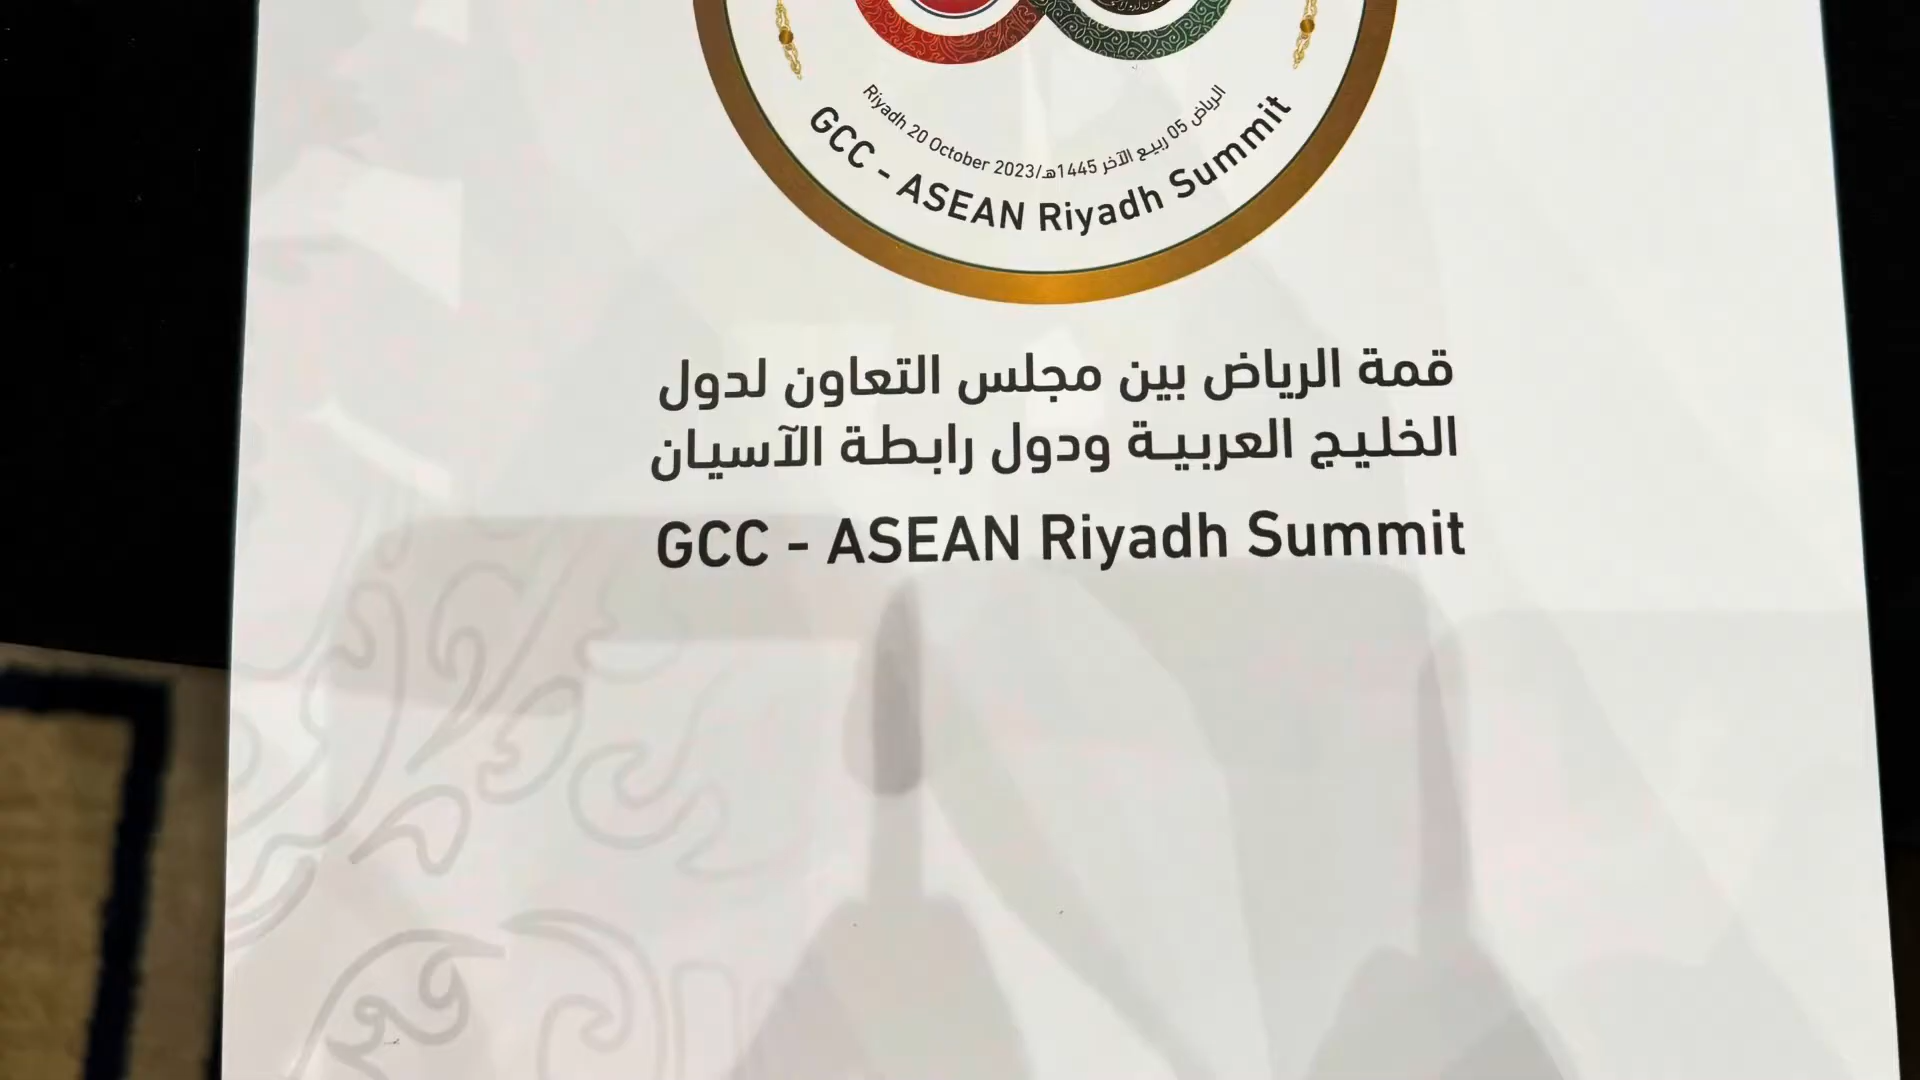 Riyadh 20 October 2023/الرياض 05 ربيع الآخر 1445هـ
GCC - ASEAN Riyadh Summit
قمة الرياض بين مجلس التعاون لدول
الخليج العربية ودول رابطة الآسيان
GCC - ASEAN Riyadh Summit